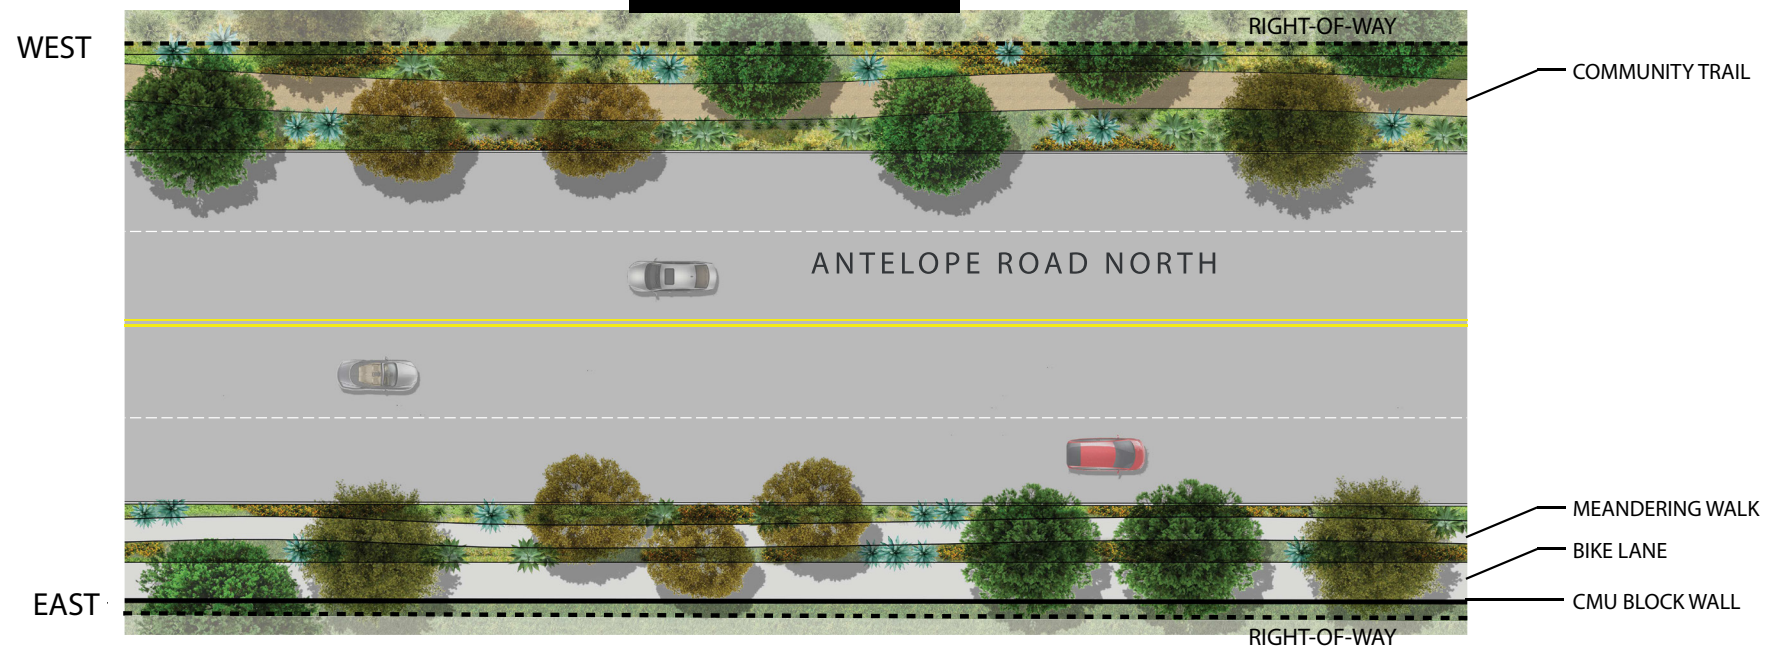 RIGHT-OF-WAY
WEST
COMMUNITY TRAIL
ANTELOPE ROAD NORTH
MEANDERING WALK
BIKE LANE
EAST
CMU BLOCK WALL
RIGHT-OF-WAY